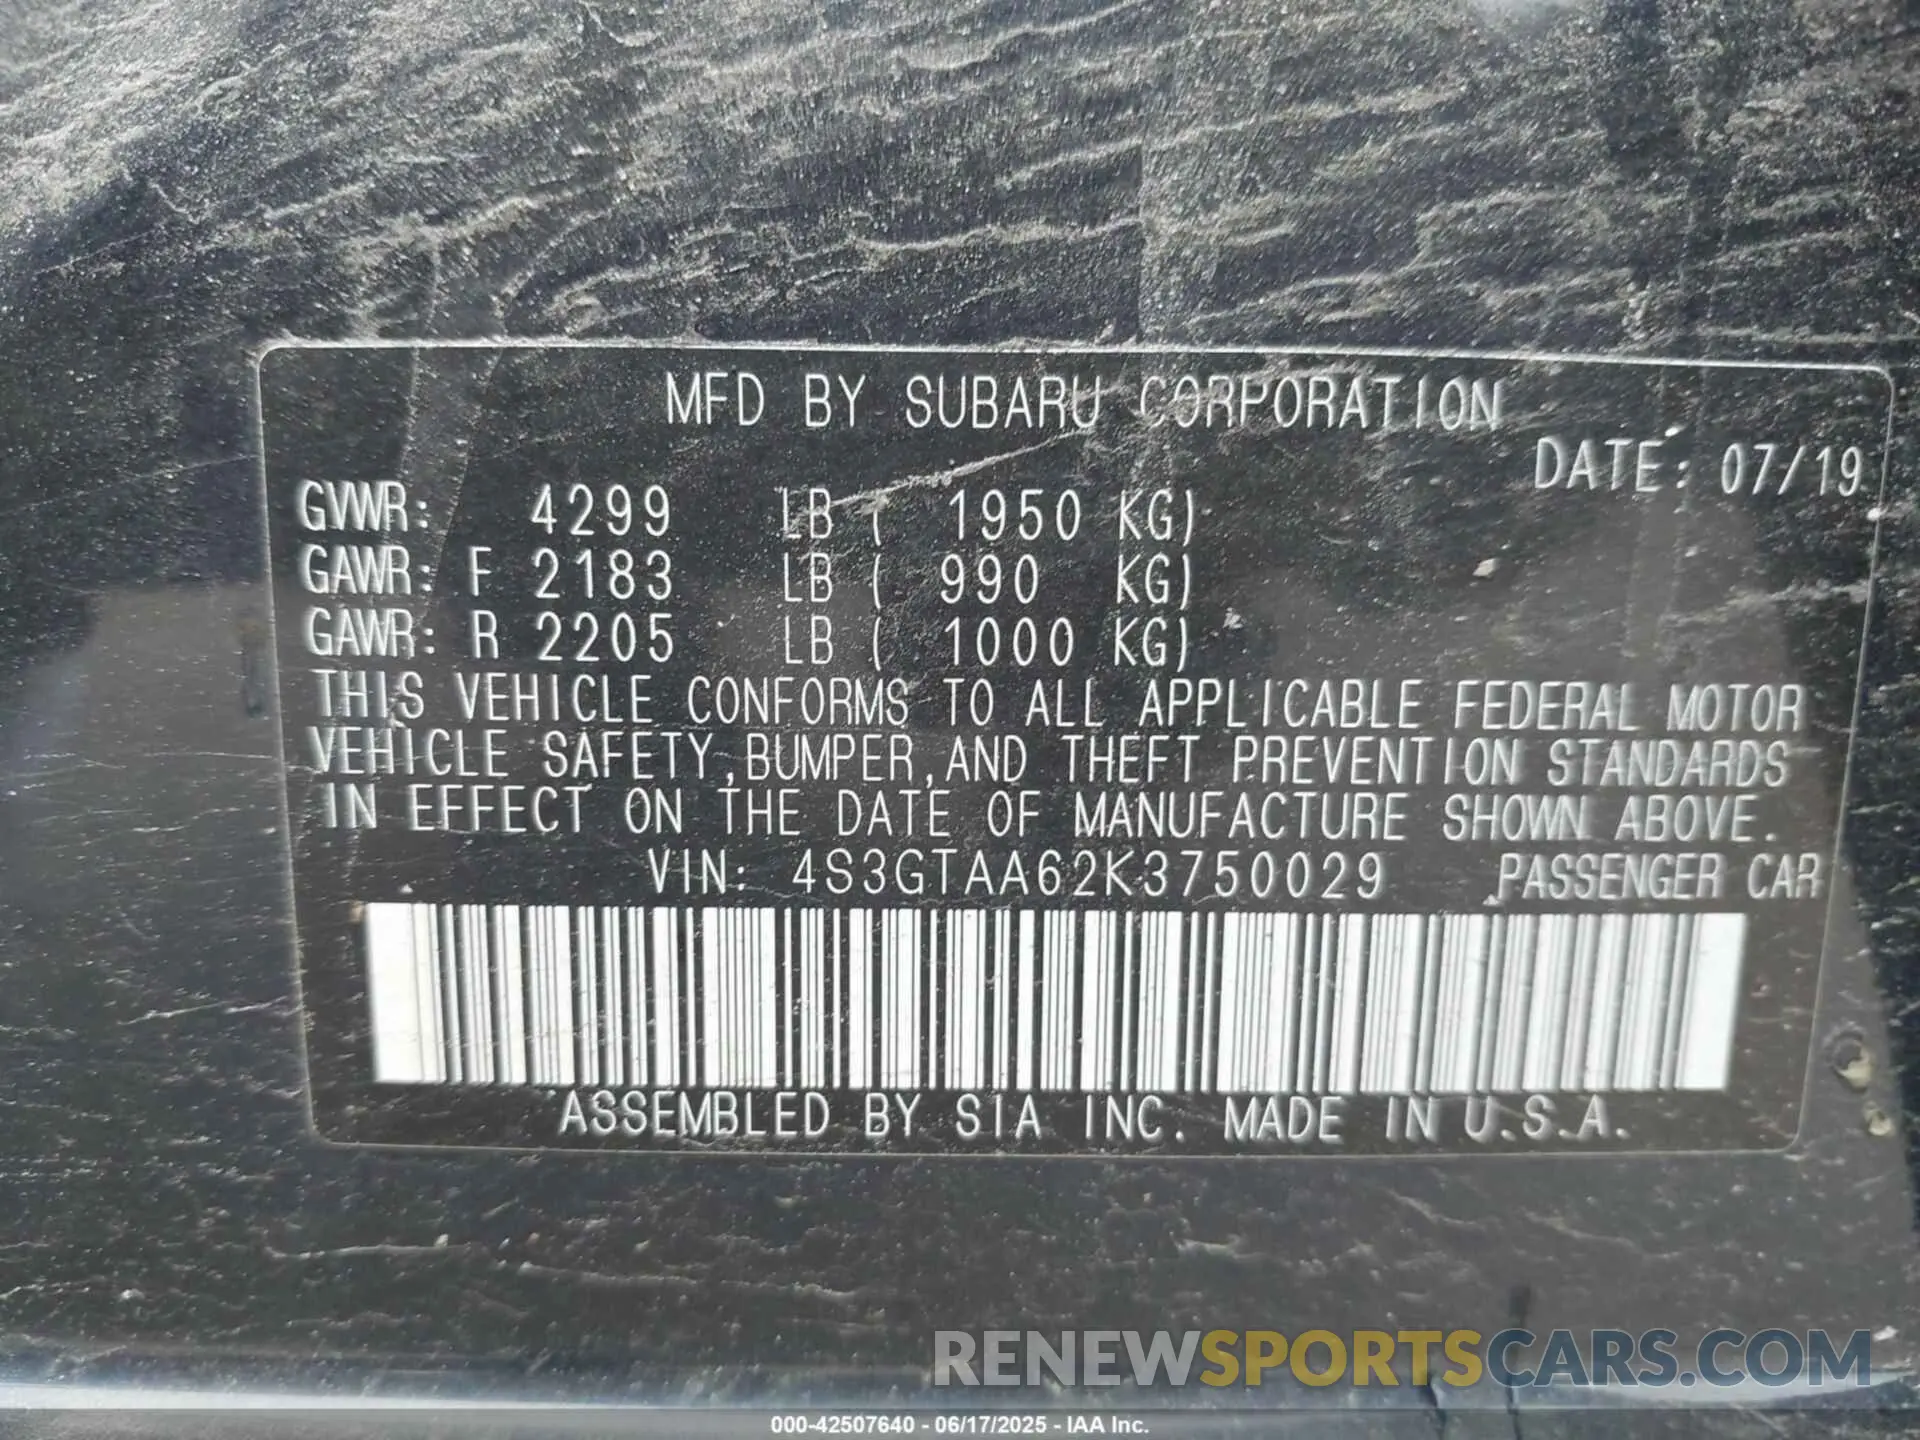 MFD BY SUBARU CORPORATION
DATE: 07/19
GVWR: 4299 LB ( 1950 KG)
GAWR: F 2183 LB ( 990 KG)
GAWR: R 2205 LB ( 1000 KG)
THIS VEHICLE CONFORMS TO ALL APPLICABLE FEDERAL MOTOR
VEHICLE SAFETY,BUMPER,AND THEFT PREVENTION STANDARDS
IN EFFECT ON THE DATE OF MANUFACTURE SHOWN ABOVE.
VIN: 4S3GTAA62K3750029 PASSENGER CAR
ASSEMBLED BY SIA INC. MADE IN U.S.A.
RENEWSPORTSCARS.COM
000-42507640 - 06/17/2025 - IAA Inc.